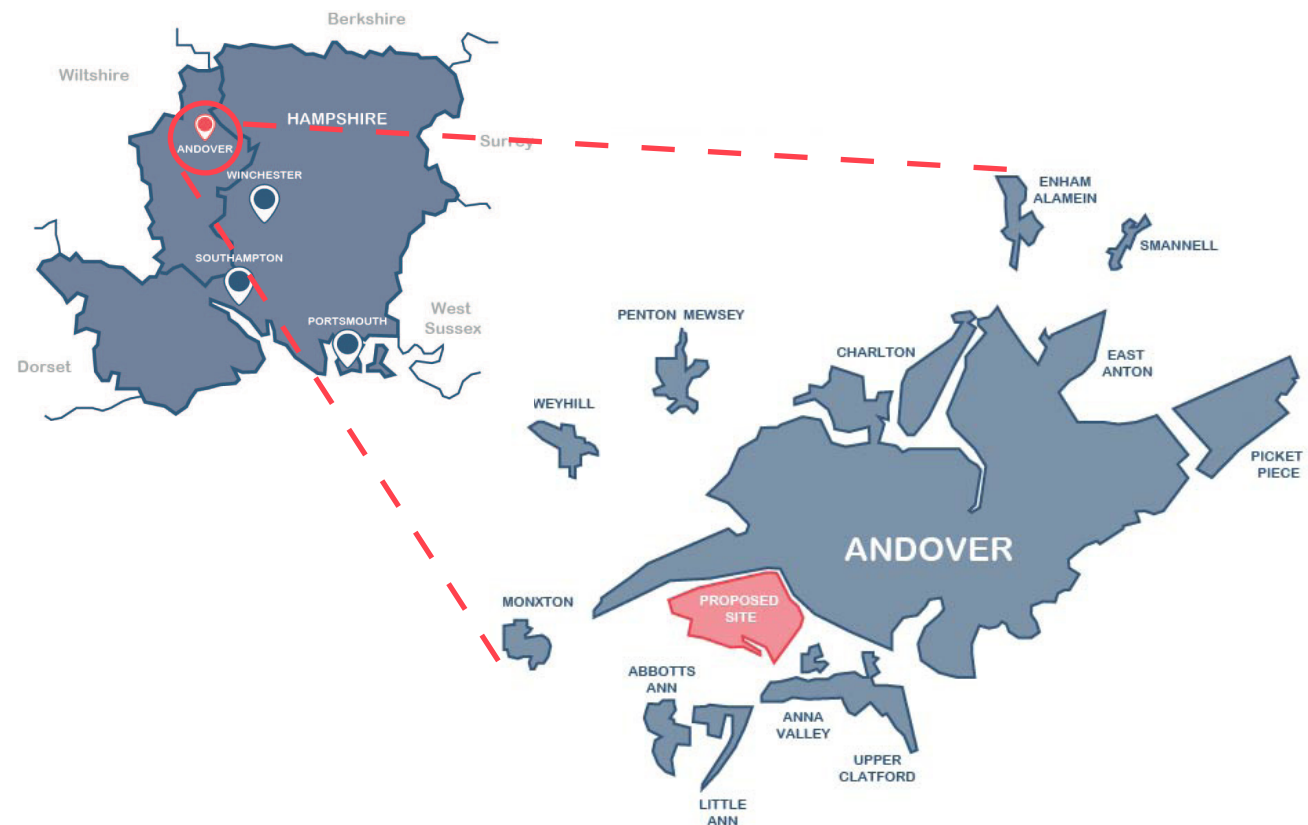 Berkshire
Wiltshire
HAMPSHIRE
ANDOVER
Surrey
WINCHESTER
SOUTHAMPTON
PORTSMOUTH
West
Sussex
Dorset
ENHAM
ALAMEIN
SMANNELL
PENTON MEWSEY
CHARLTON
EAST
ANTON
WEYHILL
PICKET
PIECE
ANDOVER
MONXTON
PROPOSED
SITE
ABBOTTS
ANN
ANNA
VALLEY
UPPER
CLATFORD
LITTLE
ANN